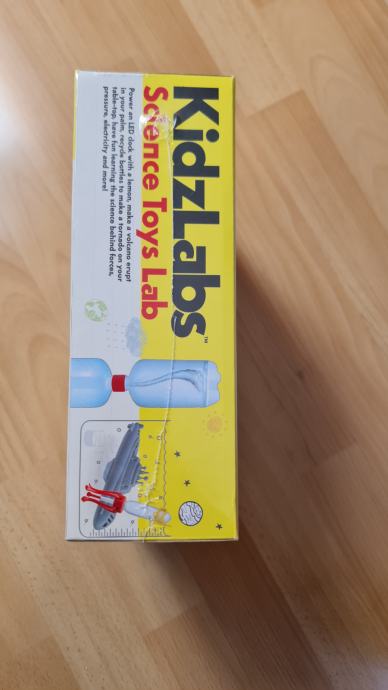 KidzLabs™
Science Toys Lab
Power an LED clock with a lemon, make a volcano erupt
in your palm, recycle bottles to make a tornado on your
table-top, have fun learning the science behind forces,
pressure, electricity and more!